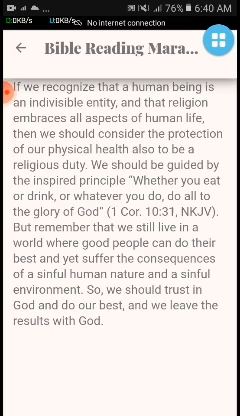 D:0KB/s U:0KB/s No internet connection 76% 6:40 AM
Bible Reading Mara...
If we recognize that a human being is
an indivisible entity, and that religion
embraces all aspects of human life,
then we should consider the protection
of our physical health also to be a
religious duty. We should be guided by
the inspired principle “Whether you eat
or drink, or whatever you do, do all to
the glory of God” (1 Cor. 10:31, NKJV).
But remember that we still live in a
world where good people can do their
best and yet suffer the consequences
of a sinful human nature and a sinful
environment. So, we should trust in
God and do our best, and we leave the
results with God.